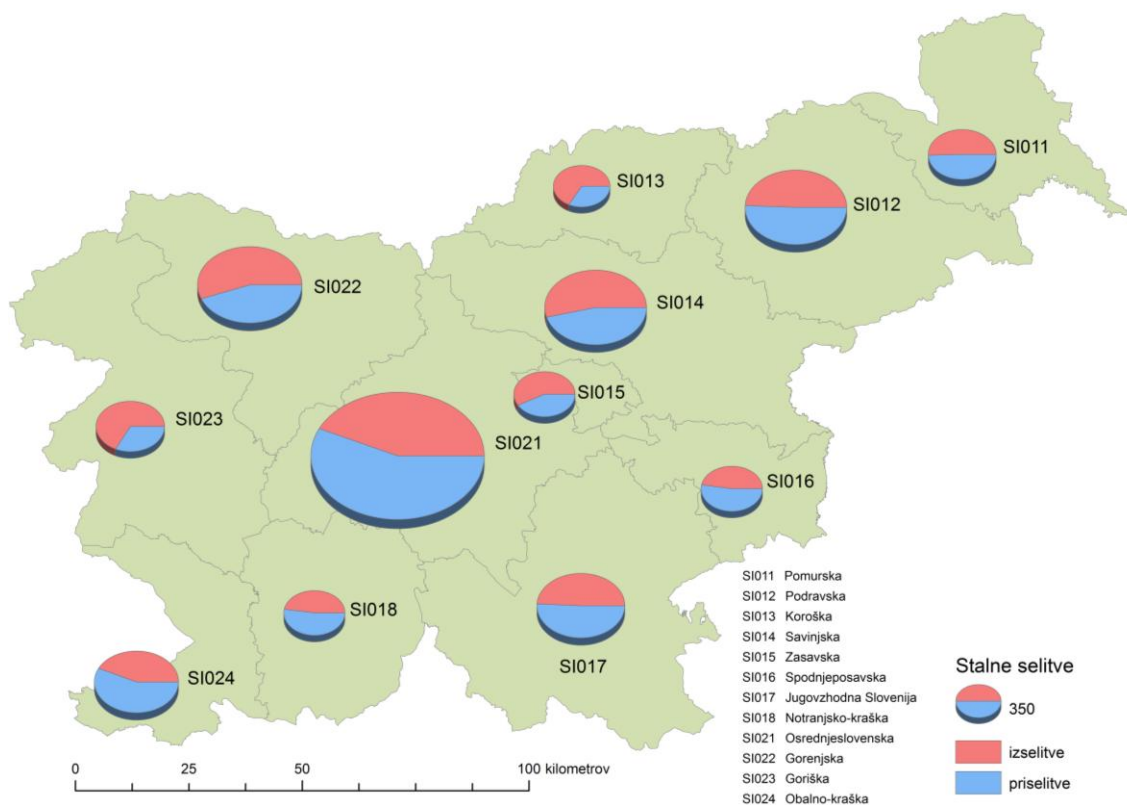 SI011
SI013
SI012
SI022
SI014
SI015
SI023
SI021
SI016
SI018
SI017
SI024
SI011 Pomurska
SI012 Podravska
SI013 Koroška
SI014 Savinjska
SI015 Zasavska
SI016 Spodnjeposavska
SI017 Jugovzhodna Slovenija
SI018 Notranjsko-kraška
SI021 Osrednjeslovenska
SI022 Gorenjska
SI023 Goriška
SI024 Obalno-kraška
Stalne selitve
350
izselitve
priselitve
0 25 50 100 kilometrov